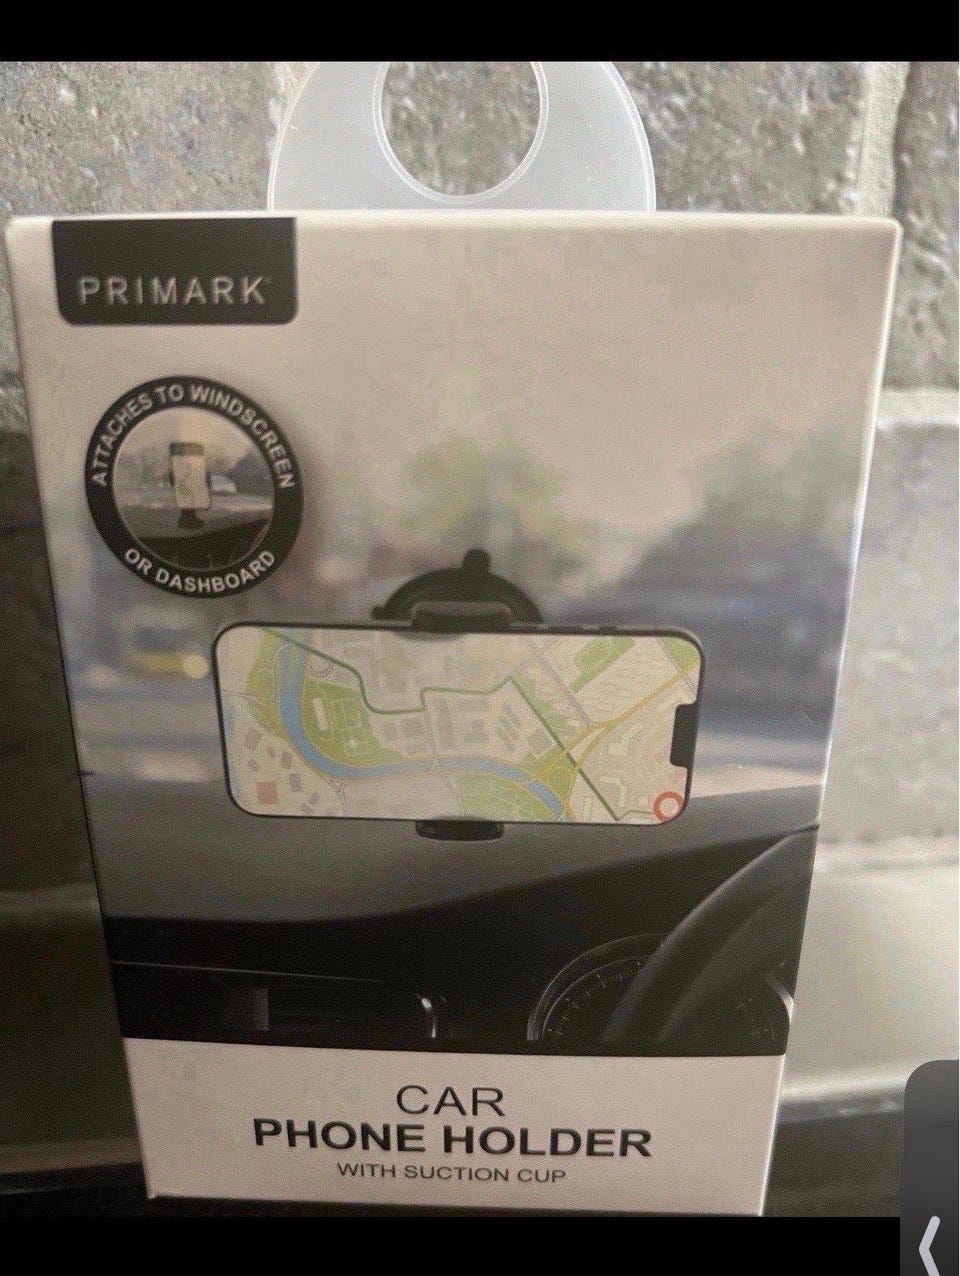 PRIMARK
ATTACHES TO WINDSCREEN
OR DASHBOARD
CAR
PHONE HOLDER
WITH SUCTION CUP